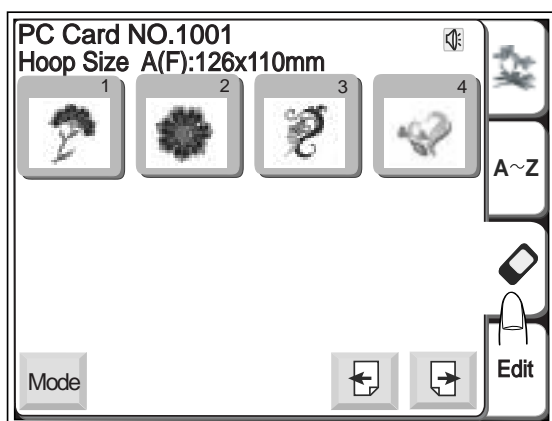 PC Card NO.1001
Hoop Size A(F):126x110mm
1
2
3
4
A~Z
Mode
Edit